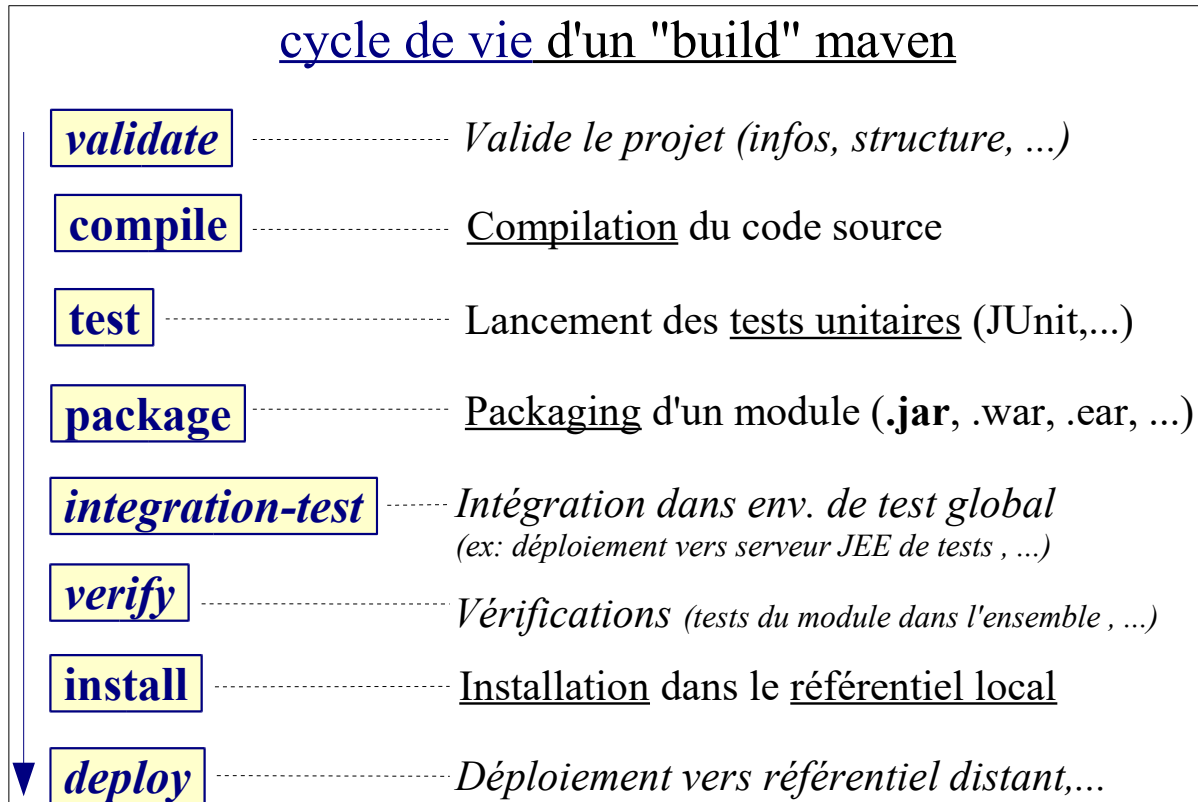 cycle de vie d'un "build" maven
validate Valide le projet (infos, structure, ...)
compile Compilation du code source
test Lancement des tests unitaires (JUnit,...)
package Packaging d'un module (.jar, .war, .ear, ...)
integration-test Intégration dans env. de test global
(ex: déploiement vers serveur JEE de tests , ...)
verify Vérifications (tests du module dans l'ensemble , ...)
install Installation dans le référentiel local
deploy Déploiement vers référentiel distant,...